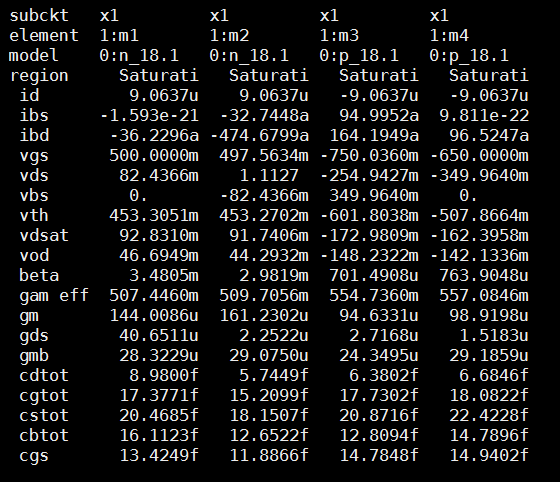 subckt x1 x1 x1 x1
element 1:m1 1:m2 1:m3 1:m4
model 0:n_18.1 0:n_18.1 0:p_18.1 0:p_18.1
region Saturati Saturati Saturati Saturati
id 9.0637u 9.0637u -9.0637u -9.0637u
ibs -1.593e-21 -32.7448a 94.9952a 9.811e-22
ibd -36.2296a -474.6799a 164.1949a 96.5247a
vgs 500.0000m 497.5634m -750.0360m -650.0000m
vds 82.4366m 1.1127 -254.9427m -349.9640m
vbs 0. -82.4366m 349.9640m 0.
vth 453.3051m 453.2702m -601.8038m -507.8664m
vdsat 92.8310m 91.7406m -172.9809m -162.3958m
vod 46.6949m 44.2932m -148.2322m -142.1336m
beta 3.4805m 2.9819m 701.4908u 763.9048u
gam eff 507.4460m 509.7056m 554.7360m 557.0846m
gm 144.0086u 161.2302u 94.6331u 98.9198u
gds 40.6511u 2.2522u 2.7168u 1.5183u
gmb 28.3229u 29.0750u 24.3495u 29.1859u
cdtot 8.9800f 5.7449f 6.3802f 6.6846f
cgtot 17.3771f 15.2099f 17.7302f 18.0822f
cstot 20.4685f 18.1507f 20.8716f 22.4228f
cbtot 16.1123f 12.6522f 12.8094f 14.7896f
cgs 13.4249f 11.8866f 14.7848f 14.9402f